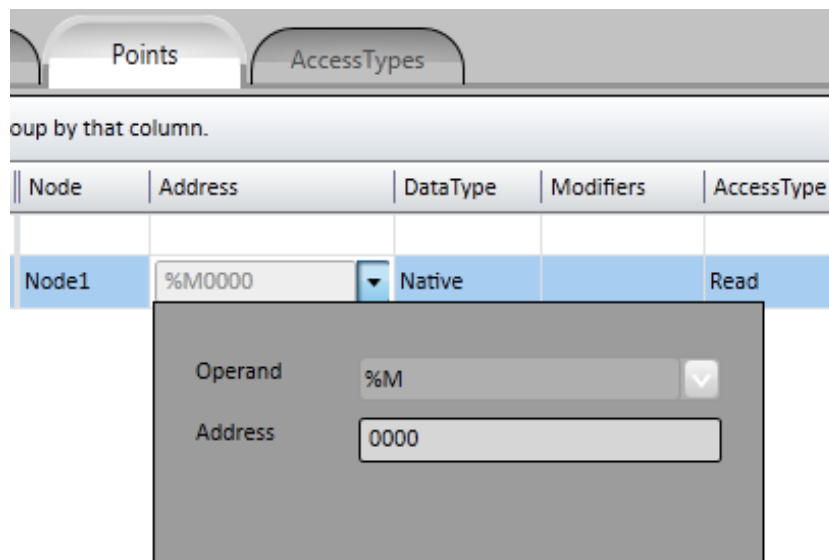 Points AccessTypes
oup by that column.
Node Address DataType Modifiers AccessType
Node1 %M0000 Native Read
Operand %M
Address 0000